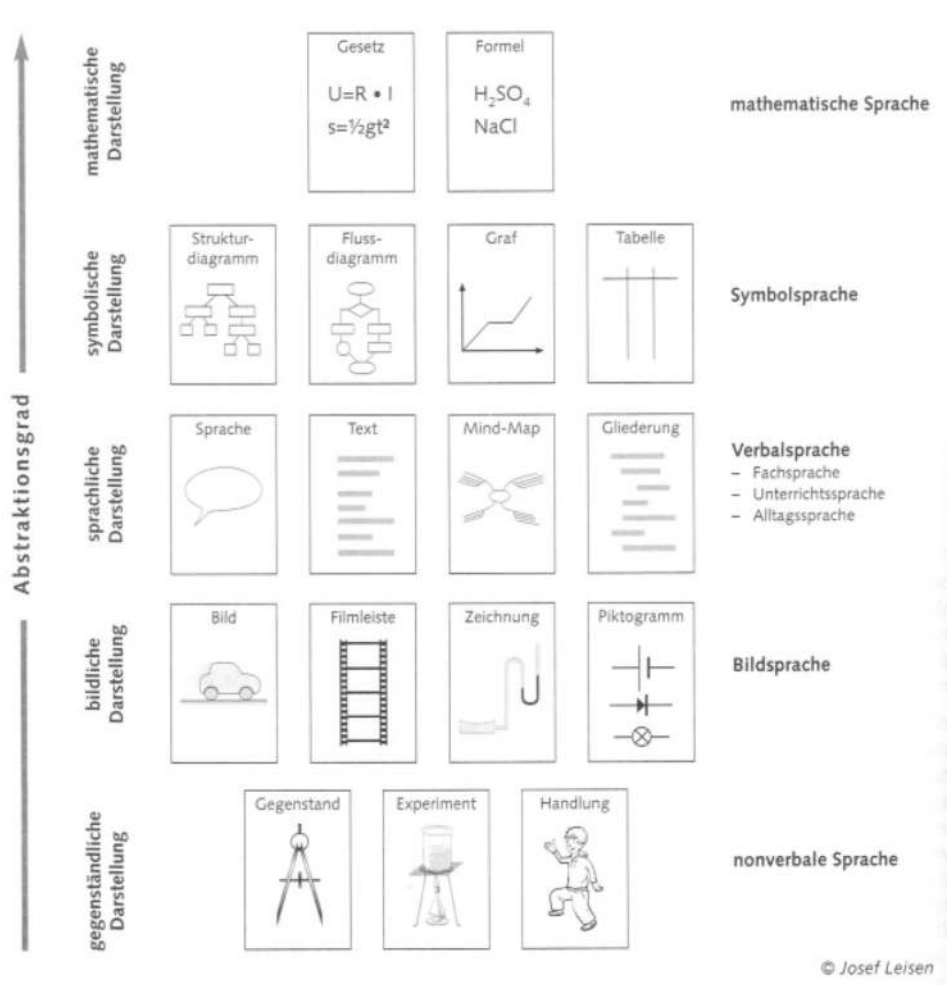 Abstraktionsgrad
mathematische
Darstellung
Gesetz
U=R • I
s=½gt²
Formel
H₂SO₄
NaCl
mathematische Sprache
symbolische
Darstellung
Struktur-
diagramm
Fluss-
diagramm
Graf
Tabelle
Symbolsprache
sprachliche
Darstellung
Sprache
Text
Mind-Map
Gliederung
Verbalsprache
– Fachsprache
– Unterrichtssprache
– Alltagssprache
bildliche
Darstellung
Bild
Filmleiste
Zeichnung
Piktogramm
Bildsprache
gegenständliche
Darstellung
Gegenstand
Experiment
Handlung
nonverbale Sprache
© Josef Leisen